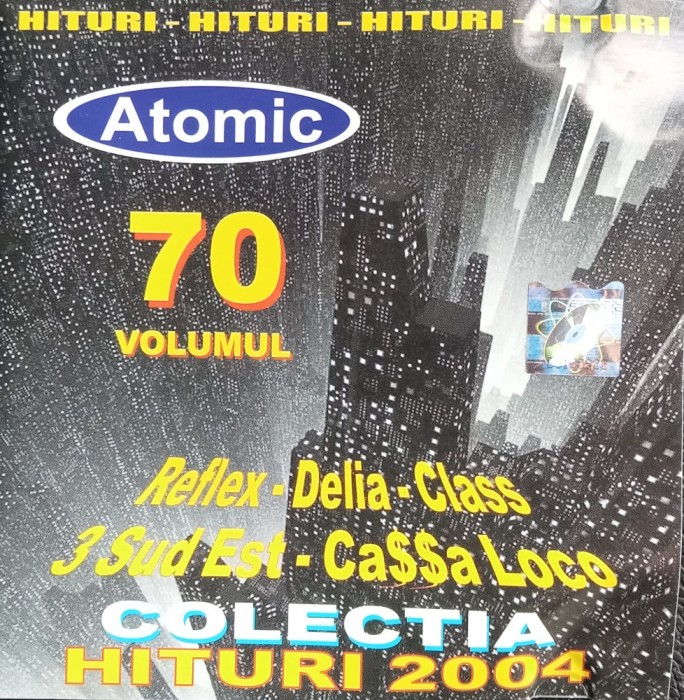 HITURI - HITURI - HITURI - HITURI
Atomic
70
VOLUMUL
Reflex - Delia - Class
3 Sud Est - Ca$$a Loco
COLECTIA
HITURI 2004